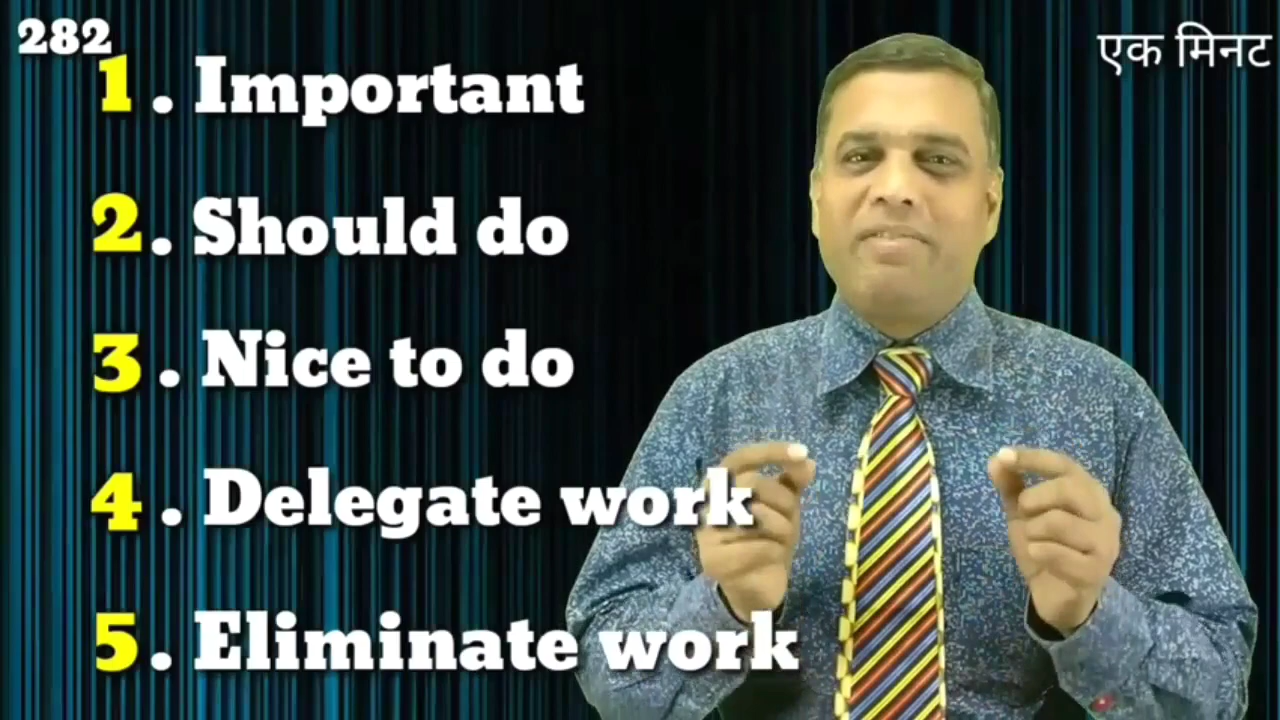 282
एक मिनट
1. Important
2. Should do
3. Nice to do
4. Delegate work
5. Eliminate work